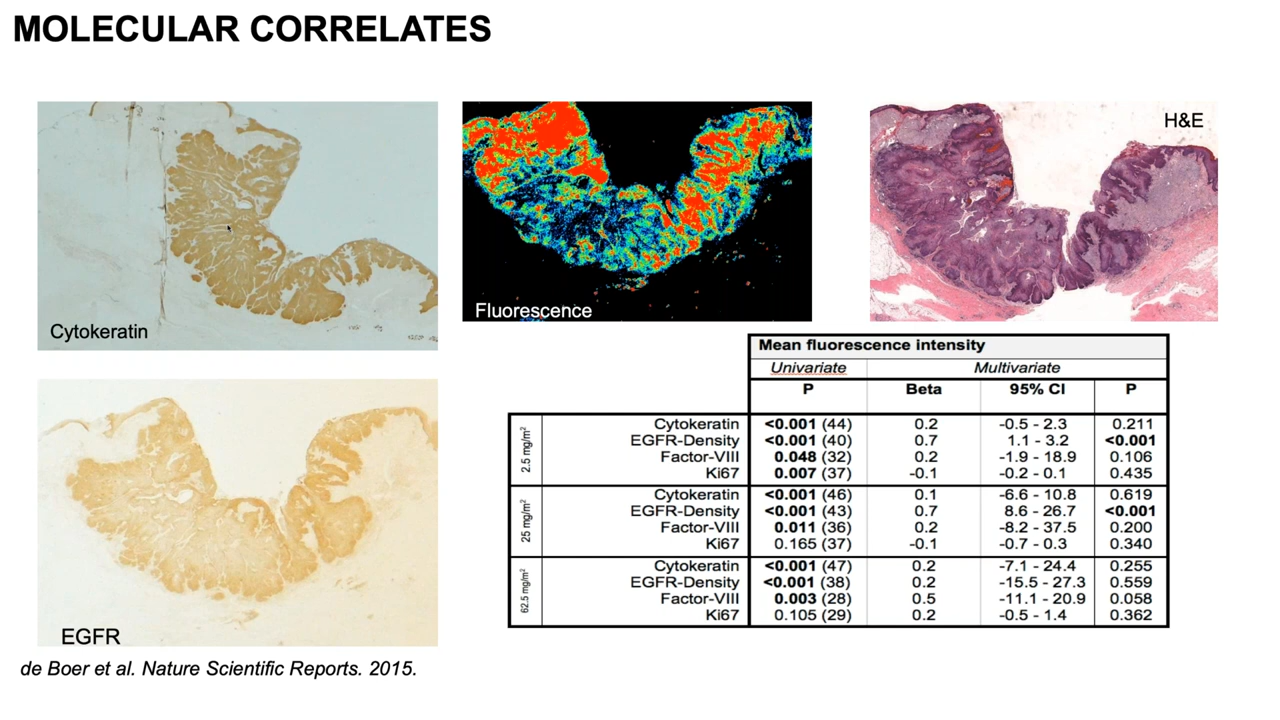 MOLECULAR CORRELATES
Cytokeratin
Fluorescence
H&E
EGFR
Mean fluorescence intensity
Univariate Multivariate
P Beta 95% CI P
2.5 mg/m²
Cytokeratin <0.001 (44) 0.2 -0.5 - 2.3 0.211
EGFR-Density <0.001 (40) 0.7 1.1 - 3.2 <0.001
Factor-VIII 0.048 (32) 0.2 -1.9 - 18.9 0.106
Ki67 0.007 (37) -0.1 -0.2 - 0.1 0.435
25 mg/m²
Cytokeratin <0.001 (46) 0.1 -6.6 - 10.8 0.619
EGFR-Density <0.001 (43) 0.7 8.6 - 26.7 <0.001
Factor-VIII 0.011 (36) 0.2 -8.2 - 37.5 0.200
Ki67 0.165 (37) -0.1 -0.7 - 0.3 0.340
62.5 mg/m²
Cytokeratin <0.001 (47) 0.2 -7.1 - 24.4 0.255
EGFR-Density <0.001 (38) 0.2 -15.5 - 27.3 0.559
Factor-VIII 0.003 (28) 0.5 -11.1 - 20.9 0.058
Ki67 0.105 (29) 0.2 -0.5 - 1.4 0.362
de Boer et al. Nature Scientific Reports. 2015.